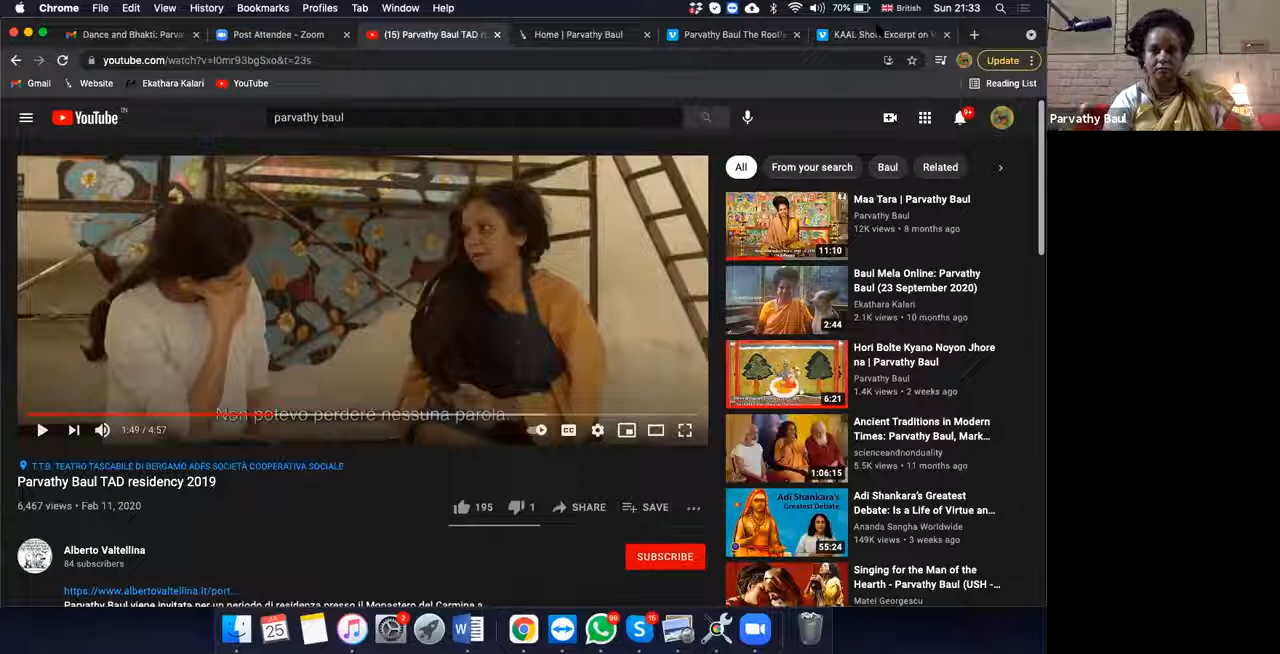 Chrome File Edit View History Bookmarks Profiles Tab Window Help
70% British Sun 21:33
Dance and Bhakti: Parva
Post Attendee - Zoom
(15) Parvathy Baul TAD r
Home | Parvathy Baul
Parvathy Baul The Root
KAAL Sho Excerpt on V
youtube.com/watch?v=I0mr93bgSxo&t=23s
Update
Gmail Website Ekathara Kalari YouTube Reading List
YouTube IN
parvathy baul
9+
Parvathy Baul
All From your search Baul Related
Non potevo perdere nessuna parola.
1:49 / 4:57
CC
T.T.B. TEATRO TASCABILE DI BERGAMO ADFS SOCIETÀ COOPERATIVA SOCIALE
Parvathy Baul TAD residency 2019
6,467 views • Feb 11, 2020
195 1 SHARE SAVE
Alberto Valtellina
84 subscribers
SUBSCRIBE
https://www.albertovaltellina.it/port...
Parvathy Baul viene invitata per un periodo di residenza presso il Monastero del Carmine a
Maa Tara | Parvathy Baul
Parvathy Baul
12K views • 8 months ago
11:10
Baul Mela Online: Parvathy
Baul (23 September 2020)
Ekathara Kalari
2.1K views • 10 months ago
2:44
Hori Bolte Kyano Noyon Jhore
na | Parvathy Baul
Parvathy Baul
1.4K views • 2 weeks ago
6:21
Ancient Traditions in Modern
Times: Parvathy Baul, Mark...
scienceandnonduality
5.5K views • 11 months ago
1:06:15
Adi Shankara's
Greatest Debate
Adi Shankara's Greatest
Debate: Is a Life of Virtue an...
Ananda Sangha Worldwide
149K views • 3 weeks ago
55:24
Singing for the Man of the
Hearth - Parvathy Baul (USH -...
Matei Georgescu
JUL
25
2
W
99
16